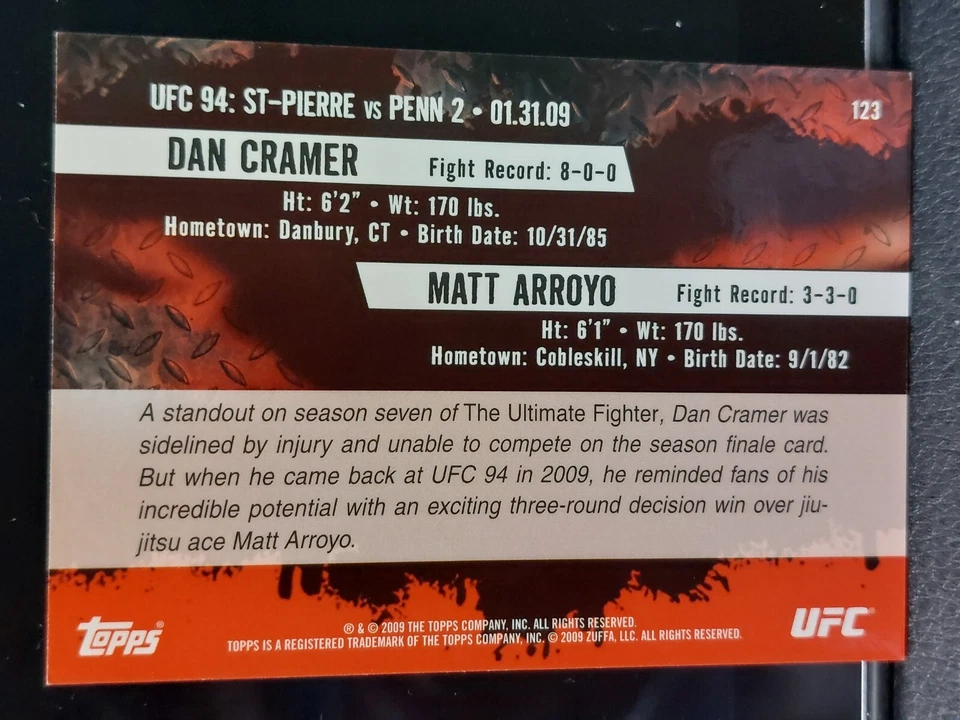 UFC 94: ST-PIERRE vs PENN 2 • 01.31.09
123
DAN CRAMER Fight Record: 8-0-0
Ht: 6'2" • Wt: 170 lbs.
Hometown: Danbury, CT • Birth Date: 10/31/85
MATT ARROYO Fight Record: 3-3-0
Ht: 6'1" • Wt: 170 lbs.
Hometown: Cobleskill, NY • Birth Date: 9/1/82
A standout on season seven of The Ultimate Fighter, Dan Cramer was
sidelined by injury and unable to compete on the season finale card.
But when he came back at UFC 94 in 2009, he reminded fans of his
incredible potential with an exciting three-round decision win over jiu-
jitsu ace Matt Arroyo.
Topps®
® & © 2009 THE TOPPS COMPANY, INC. ALL RIGHTS RESERVED.
TOPPS IS A REGISTERED TRADEMARK OF THE TOPPS COMPANY, INC. © 2009 ZUFFA, LLC. ALL RIGHTS RESERVED.
UFC®